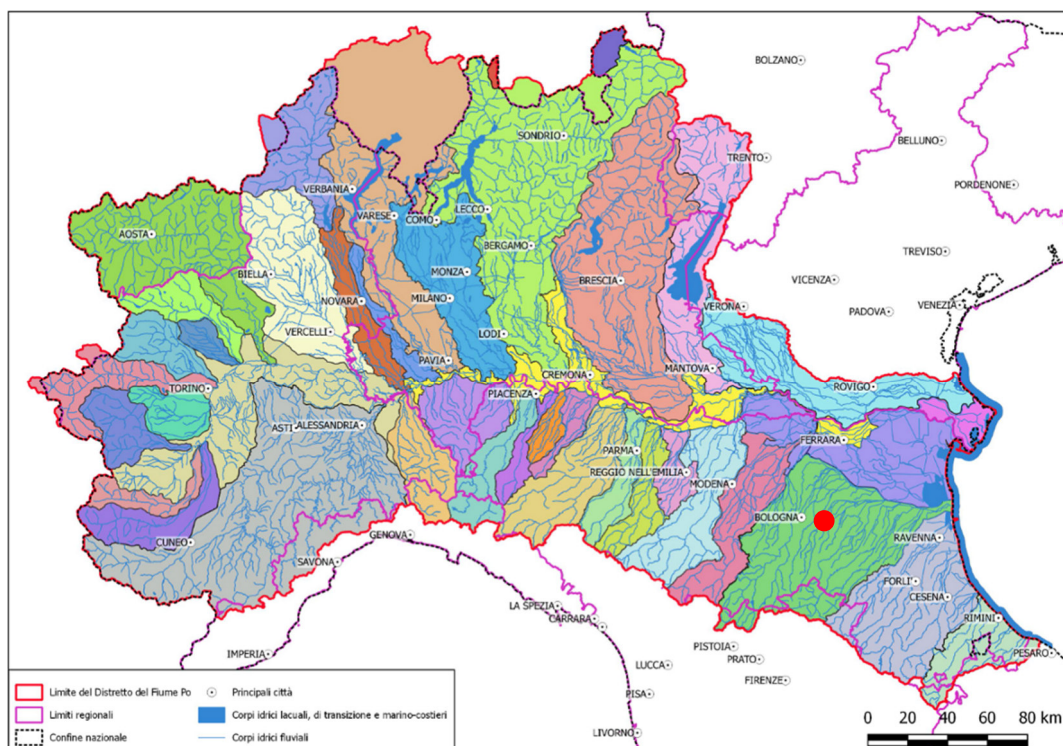 BOLZANO
BELLUNO
SONDRIO
TRENTO
PORDENONE
VERBANIA
VARESE
COMO
LECCO
AOSTA
BERGAMO
TREVISO
BIELLA
MONZA
BRESCIA
VICENZA
NOVARA
MILANO
VERONA
PADOVA
VENEZIA
VERCELLI
LODI
PAVIA
CREMONA
MANTOVA
TORINO
ROVIGO
PIACENZA
ASTI
ALESSANDRIA
FERRARA
PARMA
REGGIO NELL'EMILIA
MODENA
BOLOGNA
CUNEO
GENOVA
RAVENNA
SAVONA
FORLI'
CESENA
LA SPEZIA
CARRARA
RIMINI
IMPERIA
PISTOIA
PRATO
PESARO
LUCCA
FIRENZE
PISA
LIVORNO
Limite del Distretto del Fiume Po
Principali città
Limiti regionali
Corpi idrici lacuali, di transizione e marino-costieri
Confine nazionale
Corpi idrici fluviali
0 20 40 60 80 km